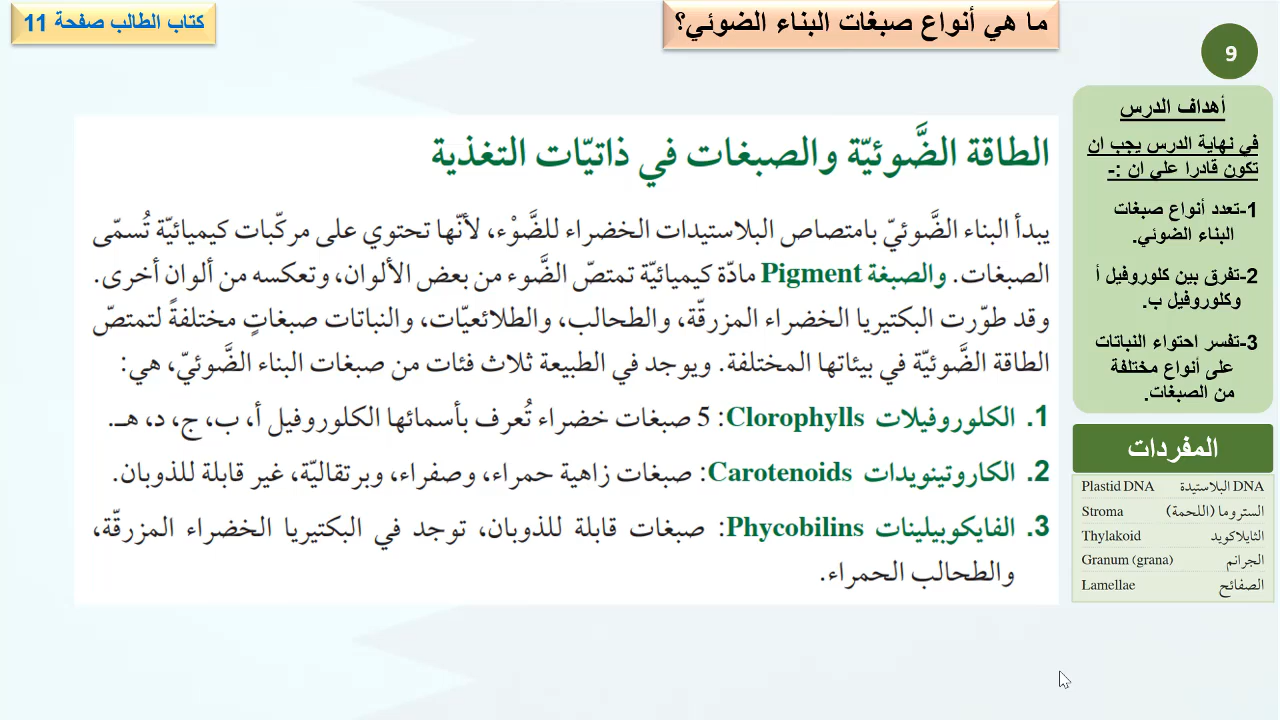 ما هي أنواع صبغات البناء الضوئي؟
كتاب الطالب صفحة 11
9
أهداف الدرس
في نهاية الدرس يجب ان
تكون قادرا على ان :-
1-تعدد أنواع صبغات
البناء الضوئي.
2-تفرق بين كلوروفيل أ
وكلوروفيل ب.
3-تفسر احتواء النباتات
على أنواع مختلفة
من الصبغات.
المفردات
DNA البلاستيدة Plastid DNA
الستروما (اللحمة) Stroma
الثايلاكويد Thylakoid
الجرانم Granum (grana)
الصفائح Lamellae
الطاقة الضَّوئيّة والصبغات في ذاتيّات التغذية
يبدأ البناء الضَّوئيّ بامتصاص البلاستيدات الخضراء للضَّوْء، لأنّها تحتوي على مركّبات كيميائيّة تُسمّى
الصبغات. والصبغة Pigment مادّة كيميائيّة تمتصّ الضَّوء من بعض الألوان، وتعكسه من ألوان أخرى.
وقد طوّرت البكتيريا الخضراء المزرقّة، والطحالب، والطلائعيّات، والنباتات صبغاتٍ مختلفةً لتمتصّ
الطاقة الضَّوئيّة في بيئاتها المختلفة. ويوجد في الطبيعة ثلاث فئات من صبغات البناء الضَّوئيّ، هي:
1. الكلوروفيلات Clorophylls: 5 صبغات خضراء تُعرف بأسمائها الكلوروفيل أ، ب، ج، د، هـ.
2. الكاروتينويدات Carotenoids: صبغات زاهية حمراء، وصفراء، وبرتقاليّة، غير قابلة للذوبان.
3. الفايكوبيلينات Phycobilins: صبغات قابلة للذوبان، توجد في البكتيريا الخضراء المزرقّة،
والطحالب الحمراء.